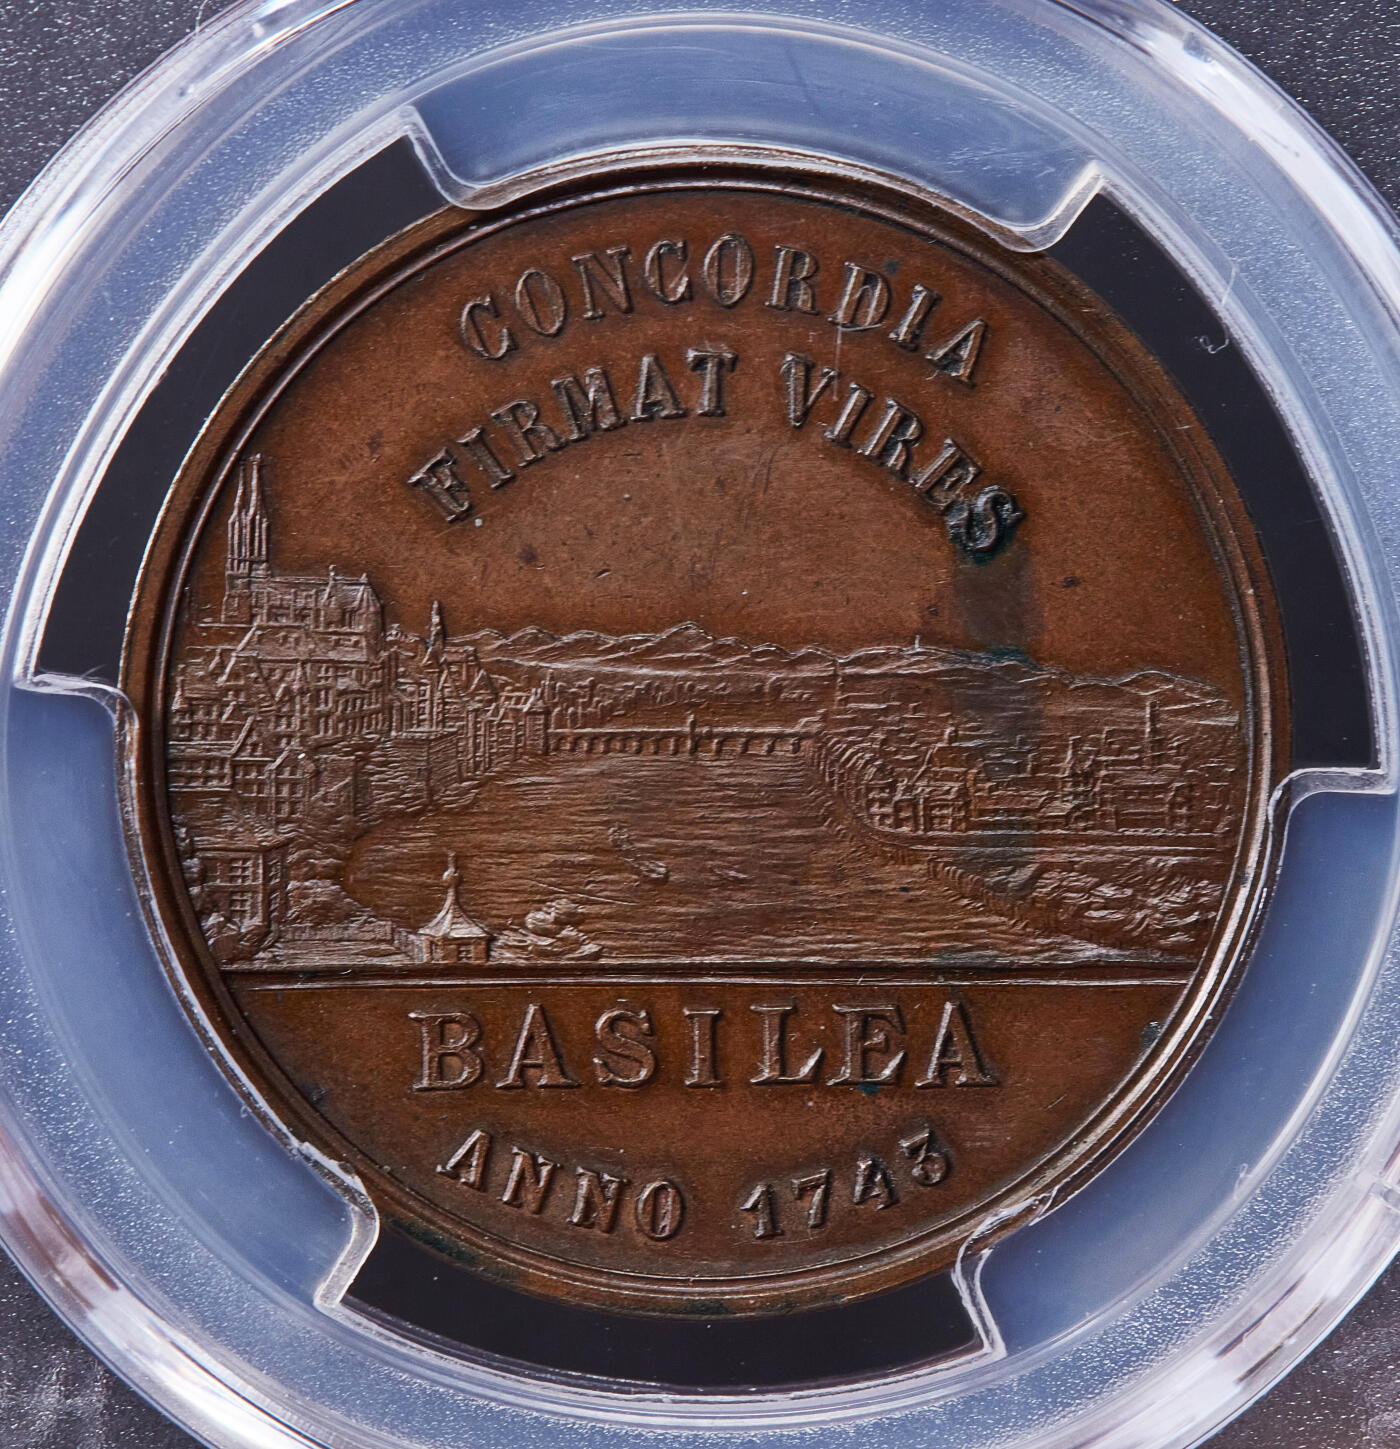 CONCORDIA
FIRMAT VIRES
BASILEA
ANNO 1743